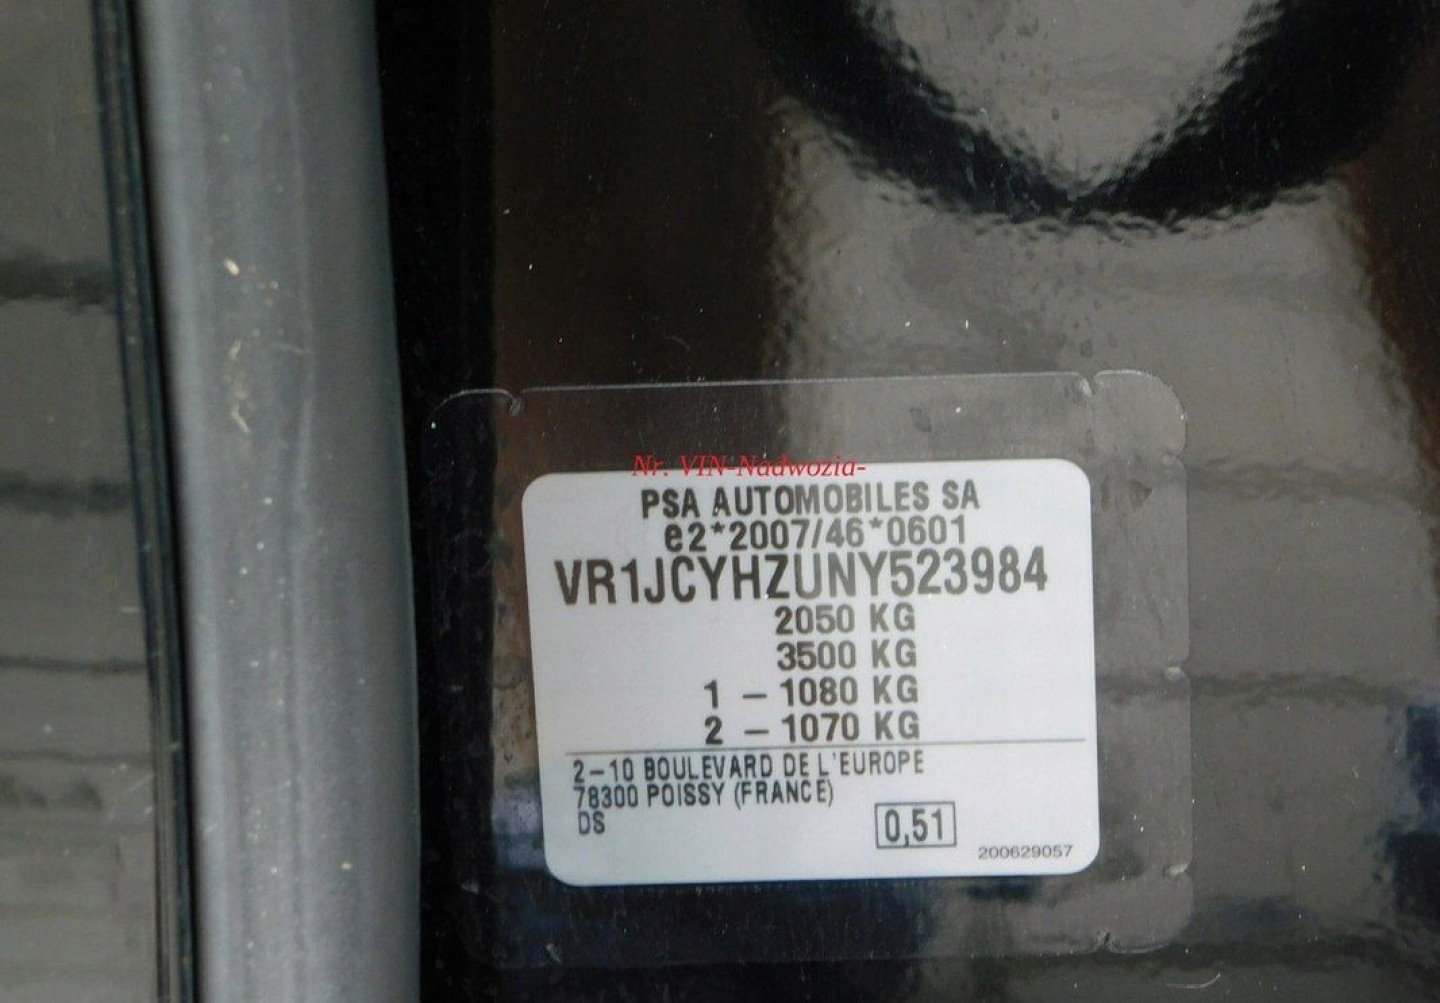 Nr. VIN-Nadwozia-
PSA AUTOMOBILES SA
e2*2007/46*0601
VR1JCYHZUNY523984
2050 KG
3500 KG
1 – 1080 KG
2 – 1070 KG
2–10 BOULEVARD DE L'EUROPE
78300 POISSY (FRANCE)
DS
0,51
200629057